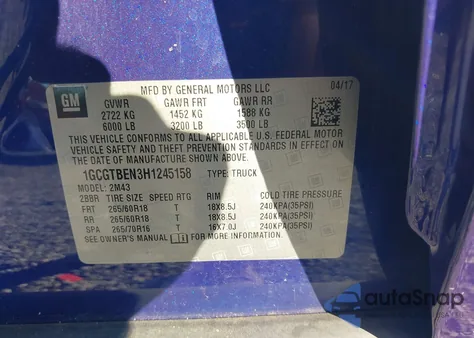 GM
MFD BY GENERAL MOTORS LLC 04/17
GVWR GAWR FRT GAWR RR
2722 KG 1452 KG 1588 KG
6000 LB 3200 LB 3500 LB
THIS VEHICLE CONFORMS TO ALL APPLICABLE U.S. FEDERAL MOTOR
VEHICLE SAFETY AND THEFT PREVENTION STANDARDS IN EFFECT ON
THE DATE OF MANUFACTURE SHOWN ABOVE.
1GCGTBEN3H1245158 TYPE: TRUCK
MODEL: 2M43
2BBR TIRE SIZE SPEED RTG RIM COLD TIRE PRESSURE
FRT 265/60R18 T 18X8.5J 240KPA(35PSI)
RR 265/60R18 T 18X8.5J 240KPA(35PSI)
SPA 265/70R16 T 16X7.0J 240KPA(35PSI)
SEE OWNER'S MANUAL FOR MORE INFORMATION.
autoSnap